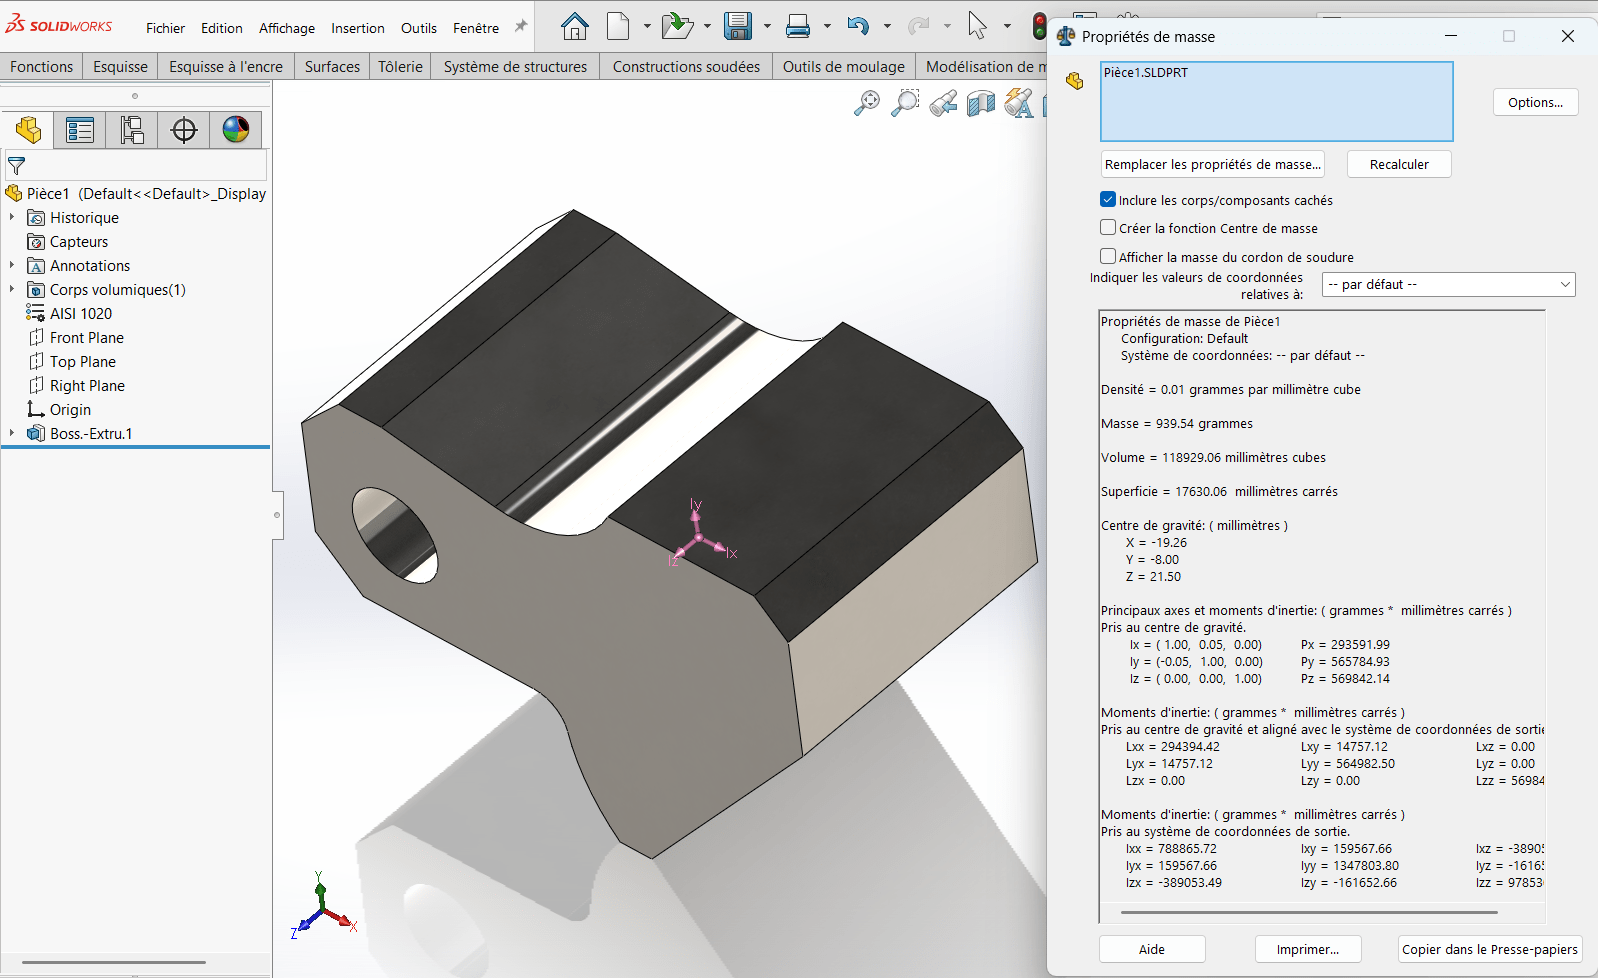 SOLIDWORKS Fichier Edition Affichage Insertion Outils Fenêtre
Fonctions Esquisse Esquisse à l'encre Surfaces Tôlerie Système de structures Constructions soudées Outils de moulage Modélisation de m
Pièce1 (Default<<Default>_Display
Historique
Capteurs
Annotations
Corps volumiques(1)
AISI 1020
Front Plane
Top Plane
Right Plane
Origin
Boss.-Extru.1
Iy
Ix
Iz
Y
X
Z
Propriétés de masse
Pièce1.SLDPRT
Options...
Remplacer les propriétés de masse... Recalculer
Inclure les corps/composants cachés
Créer la fonction Centre de masse
Afficher la masse du cordon de soudure
Indiquer les valeurs de coordonnées
relatives à: -- par défaut --
Propriétés de masse de Pièce1
Configuration: Default
Système de coordonnées: -- par défaut --
Densité = 0.01 grammes par millimètre cube
Masse = 939.54 grammes
Volume = 118929.06 millimètres cubes
Superficie = 17630.06 millimètres carrés
Centre de gravité: ( millimètres )
X = -19.26
Y = -8.00
Z = 21.50
Principaux axes et moments d'inertie: ( grammes * millimètres carrés )
Pris au centre de gravité.
Ix = ( 1.00, 0.05, 0.00) Px = 293591.99
Iy = (-0.05, 1.00, 0.00) Py = 565784.93
Iz = ( 0.00, 0.00, 1.00) Pz = 569842.14
Moments d'inertie: ( grammes * millimètres carrés )
Pris au centre de gravité et aligné avec le système de coordonnées de sortie
Lxx = 294394.42 Lxy = 14757.12 Lxz = 0.00
Lyx = 14757.12 Lyy = 564982.50 Lyz = 0.00
Lzx = 0.00 Lzy = 0.00 Lzz = 56984
Moments d'inertie: ( grammes * millimètres carrés )
Pris au système de coordonnées de sortie.
Ixx = 788865.72 Ixy = 159567.66 Ixz = -38905
Iyx = 159567.66 Iyy = 1347803.80 Iyz = -16165
Izx = -389053.49 Izy = -161652.66 Izz = 97853
Aide Imprimer... Copier dans le Presse-papiers